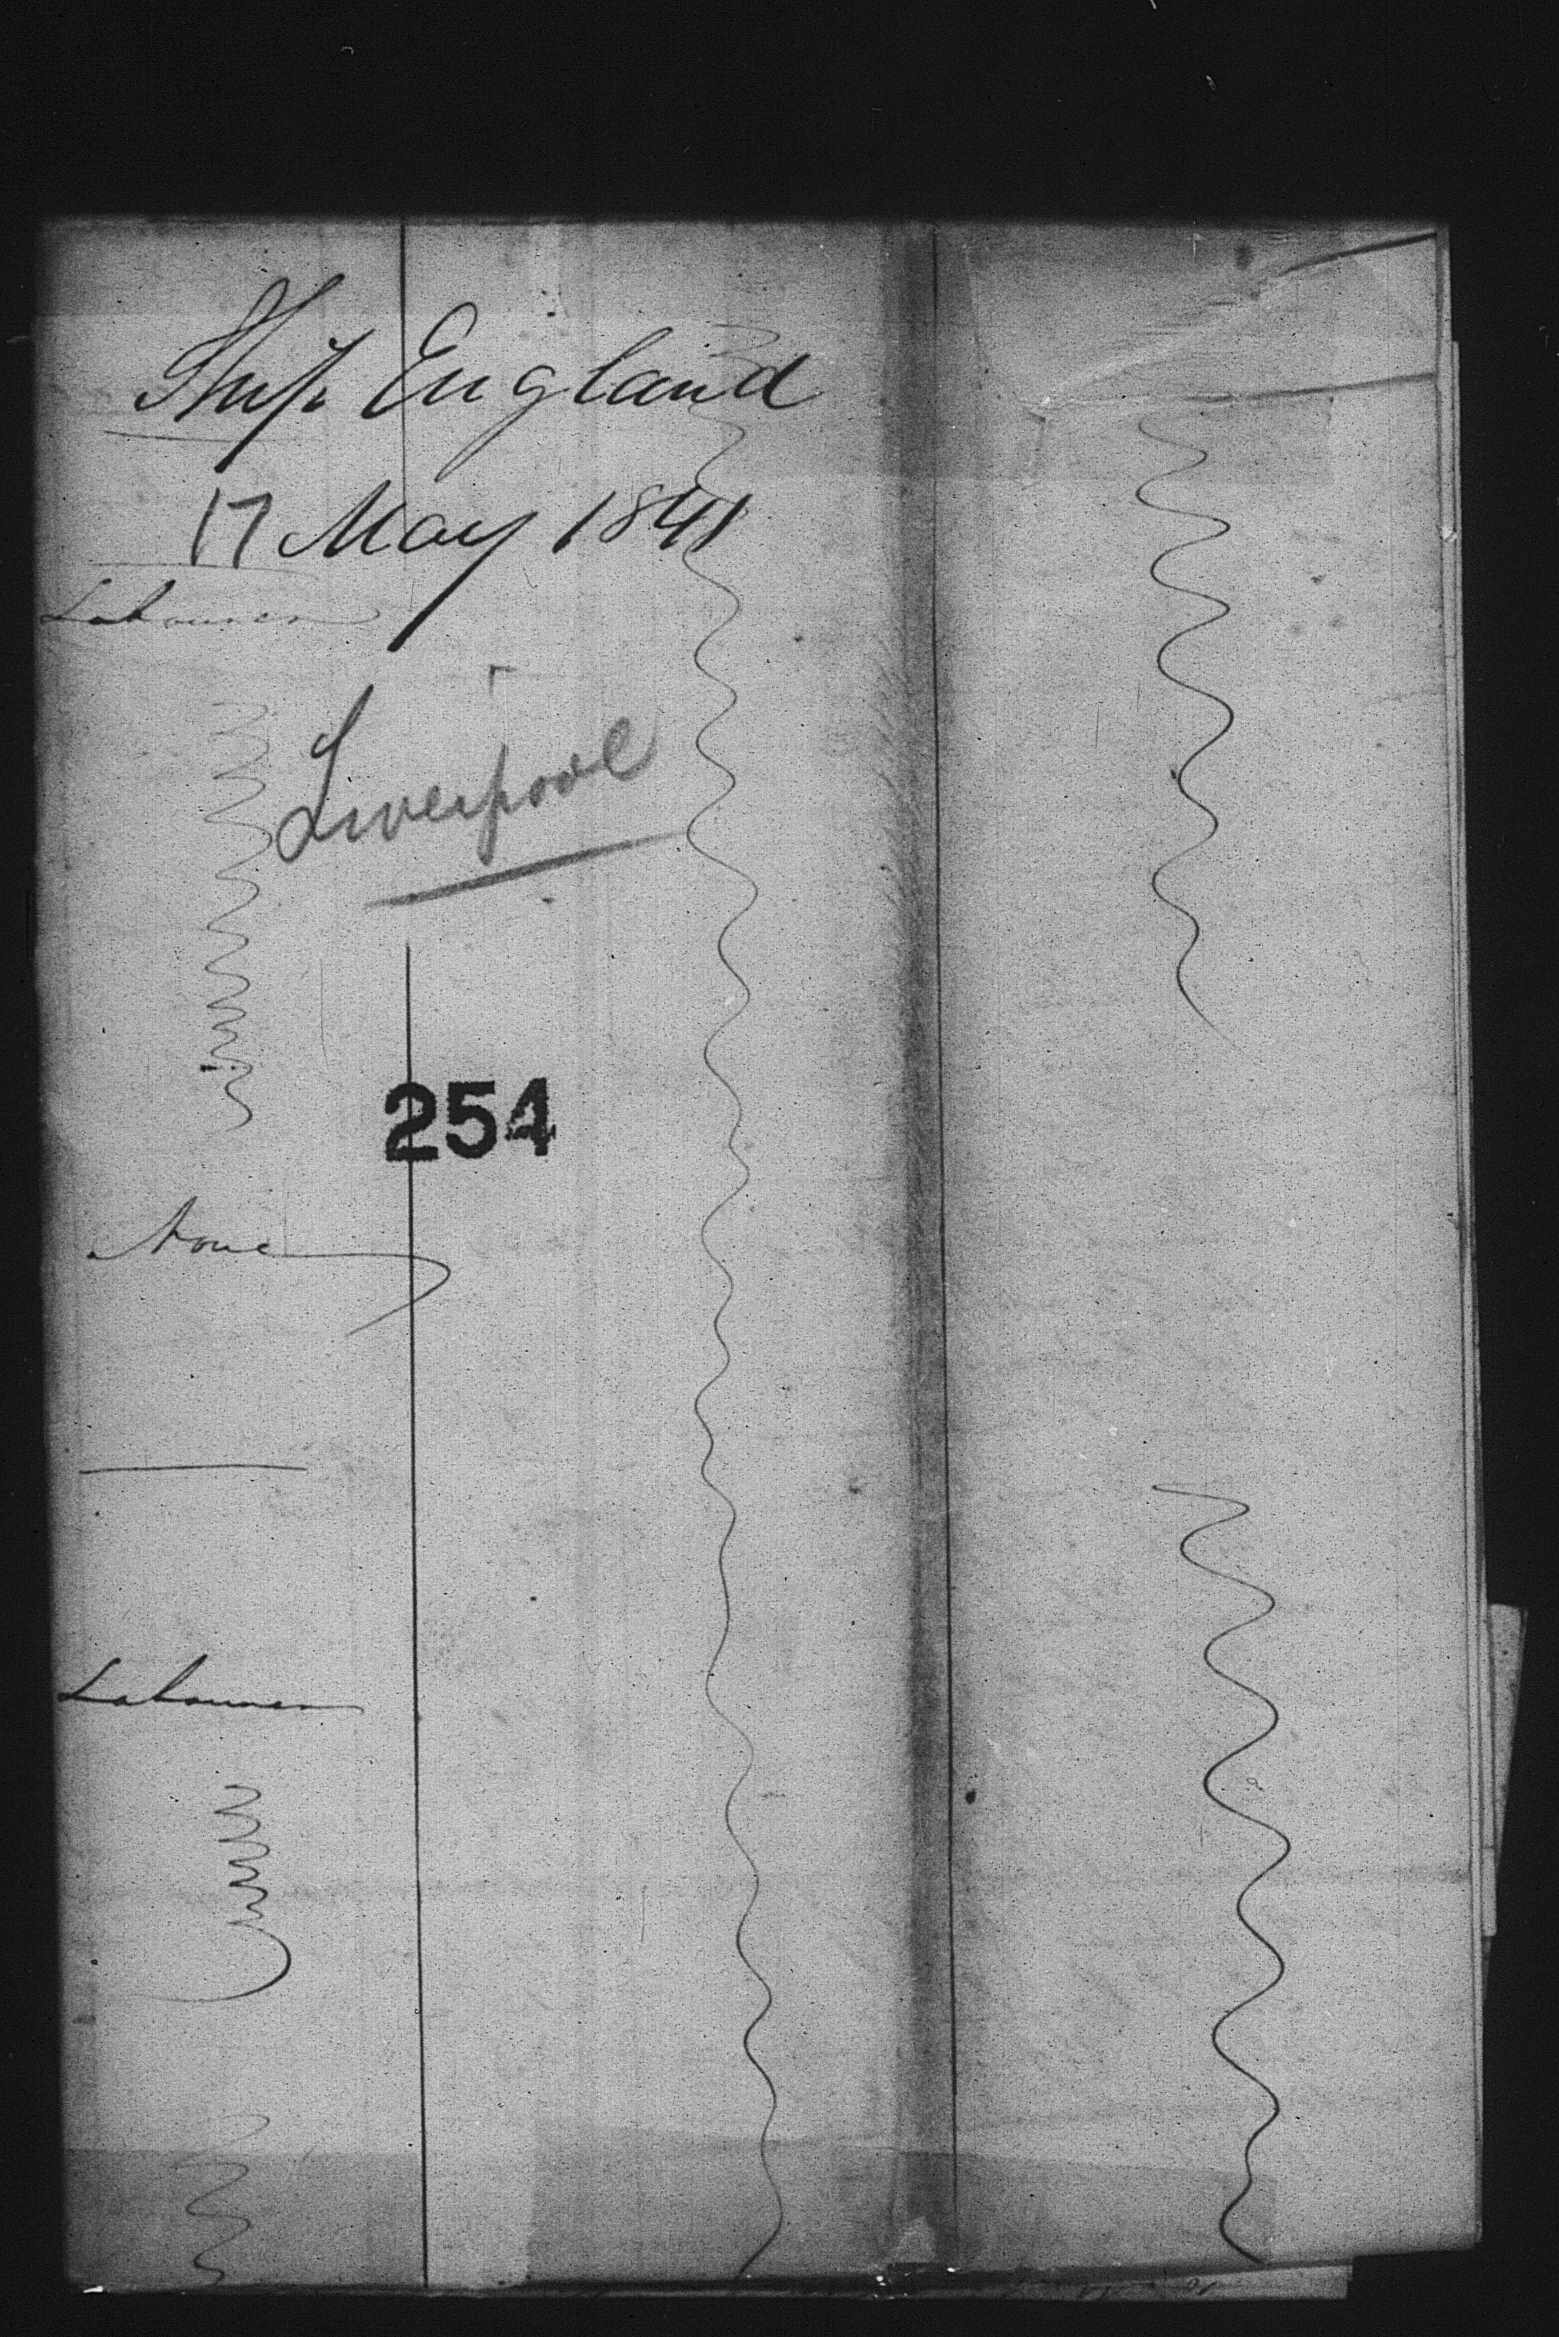 Ship England
17 May 1841
Labourer
Liverpool
254
None
Labourer